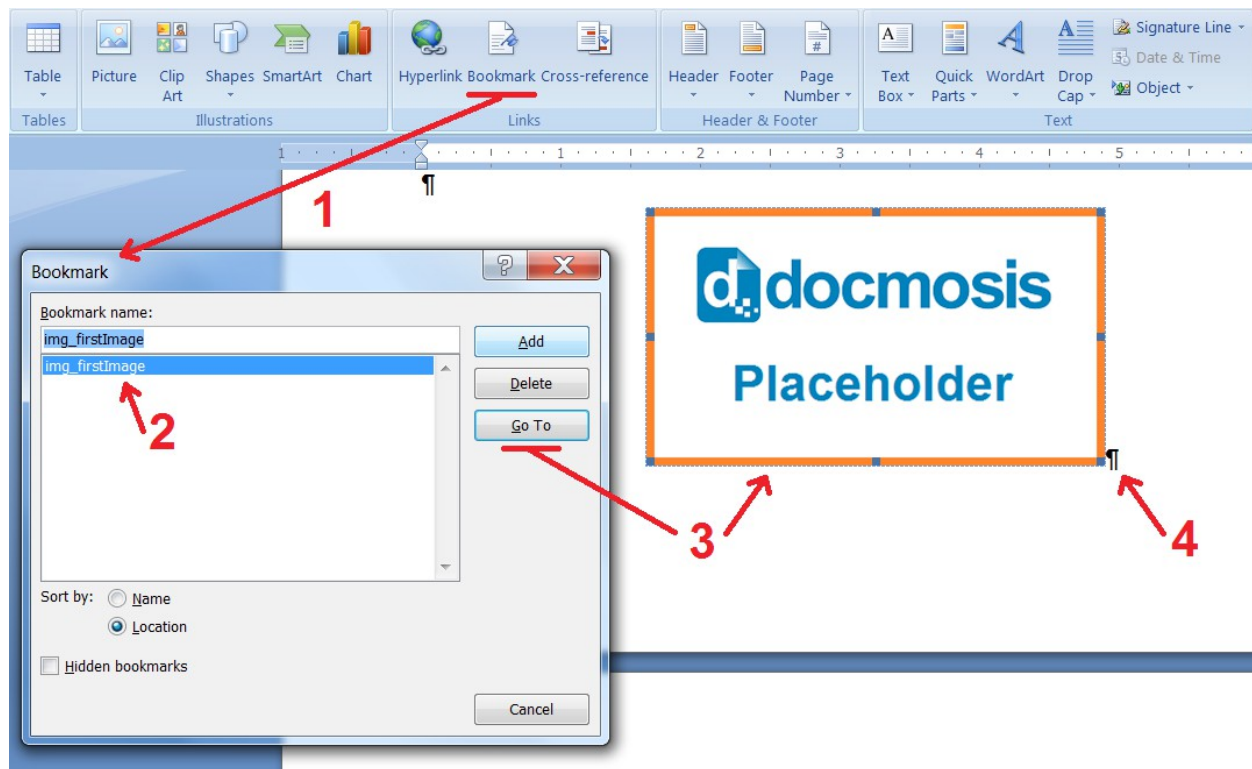 Table
Picture
Clip Art
Shapes
SmartArt
Chart
Hyperlink
Bookmark
Cross-reference
Header
Footer
Page Number
Text Box
Quick Parts
WordArt
Drop Cap
Signature Line
Date & Time
Object
Tables
Illustrations
Links
Header & Footer
Text
1 1 2 3 4 5
¶
1
Bookmark
?
X
Bookmark name:
img_firstImage
img_firstImage
Add
Delete
Go To
2
Sort by:
Name
Location
Hidden bookmarks
Cancel
d. docmosis
Placeholder
¶
3
4